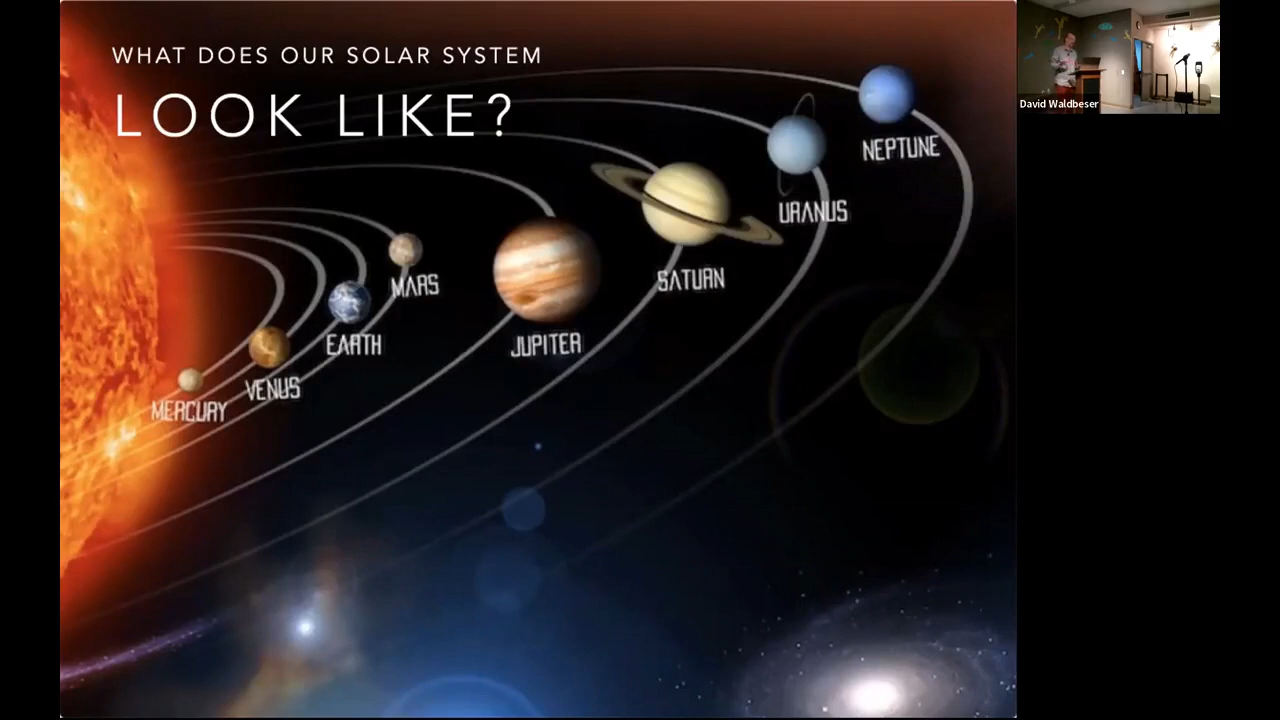 WHAT DOES OUR SOLAR SYSTEM
LOOK LIKE?
NEPTUNE
URANUS
SATURN
MARS
JUPITER
EARTH
VENUS
MERCURY
David Waldbeser